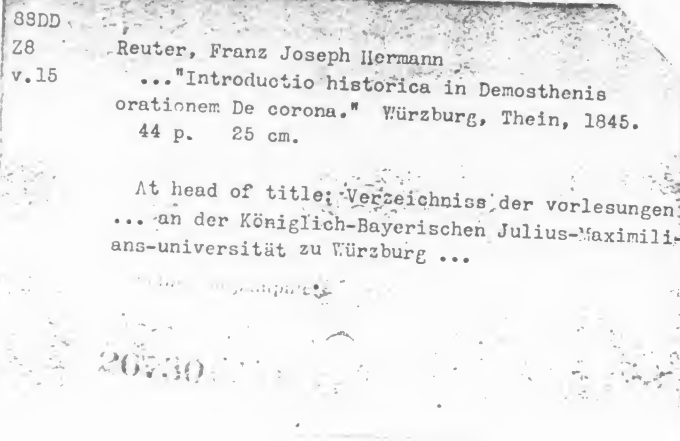 88DD
Z8
v.15
Reuter, Franz Joseph Hermann
..."Introductio historica in Demosthenis
orationem De corona." Würzburg, Thein, 1845.
44 p. 25 cm.
At head of title: Verzeichniss der vorlesungen
... an der Königlich-Bayerischen Julius-Maximili-
ans-universität zu Würzburg ...
20730